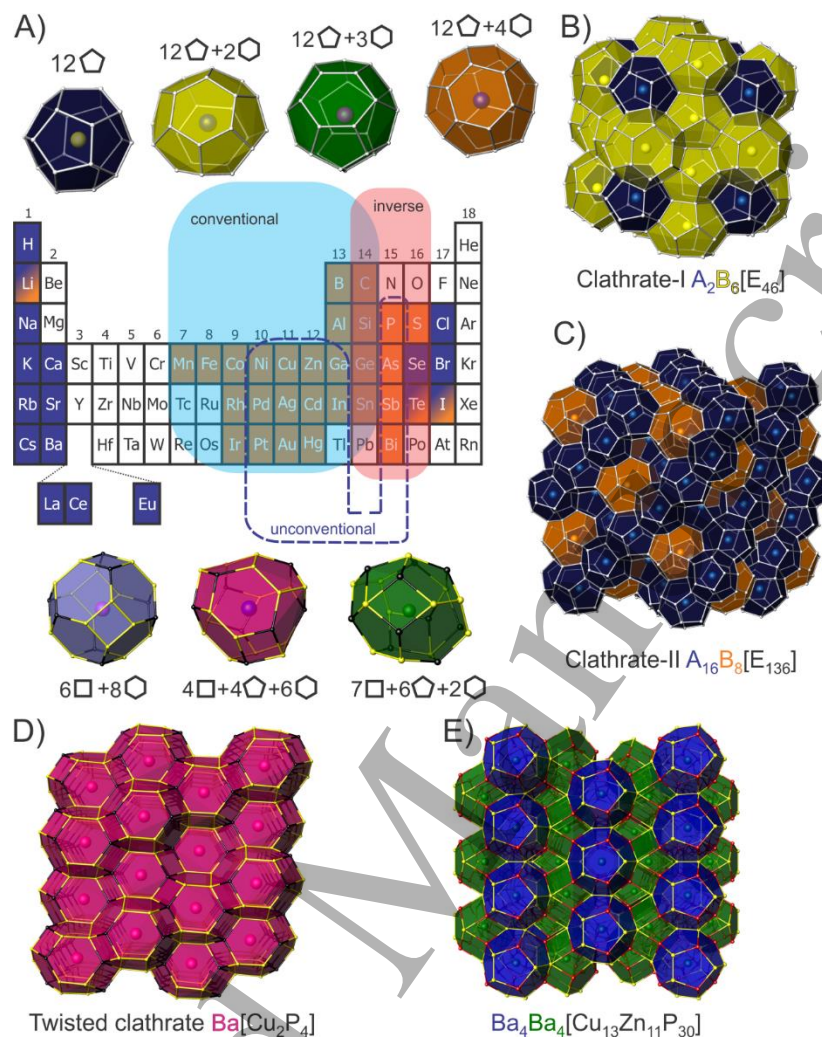 A)
12⬠
12⬠+2⬡
12⬠+3⬡
12⬠+4⬡
conventional
inverse
1
18
H
2
13 14 15 16 17
He
Li Be
B C N O F Ne
Na Mg
3 4 5 6 7 8 9 10 11 12
Al Si P S Cl Ar
K Ca Sc Ti V Cr Mn Fe Co Ni Cu Zn Ga Ge As Se Br Kr
Rb Sr Y Zr Nb Mo Tc Ru Rh Pd Ag Cd In Sn Sb Te I Xe
Cs Ba Hf Ta W Re Os Ir Pt Au Hg Tl Pb Bi Po At Rn
La Ce Eu
unconventional
6□+8⬡
4□+4⬠+6⬡
7□+6⬠+2⬡
B)
Clathrate-I A₂B₆[E₄₆]
C)
Clathrate-II A₁₆B₈[E₁₃₆]
D)
Twisted clathrate Ba[Cu₂P₄]
E)
Ba₄Ba₄[Cu₁₃Zn₁₁P₃₀]